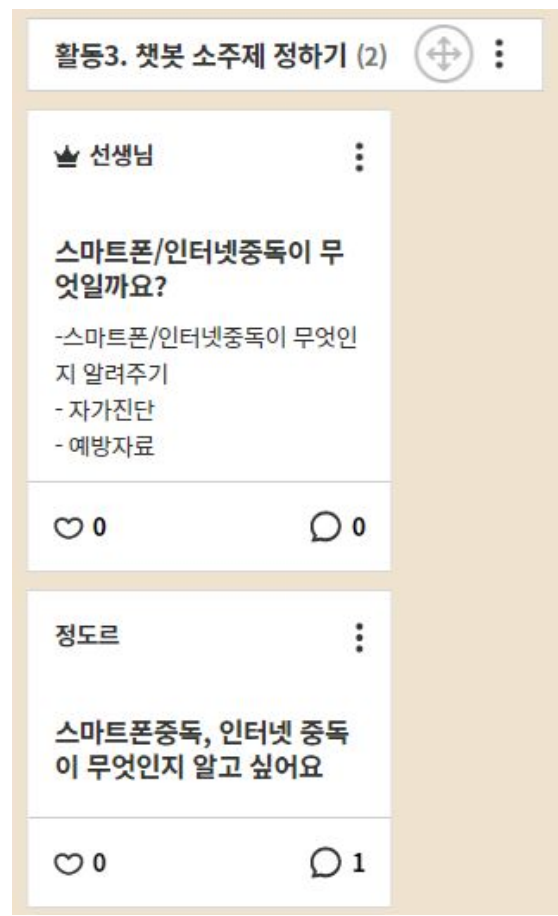 활동3. 챗봇 소주제 정하기 (2)
선생님
스마트폰/인터넷중독이 무
엇일까요?
-스마트폰/인터넷중독이 무엇인
지 알려주기
- 자가진단
- 예방자료
0 0
정도르
스마트폰중독, 인터넷 중독
이 무엇인지 알고 싶어요
0 1